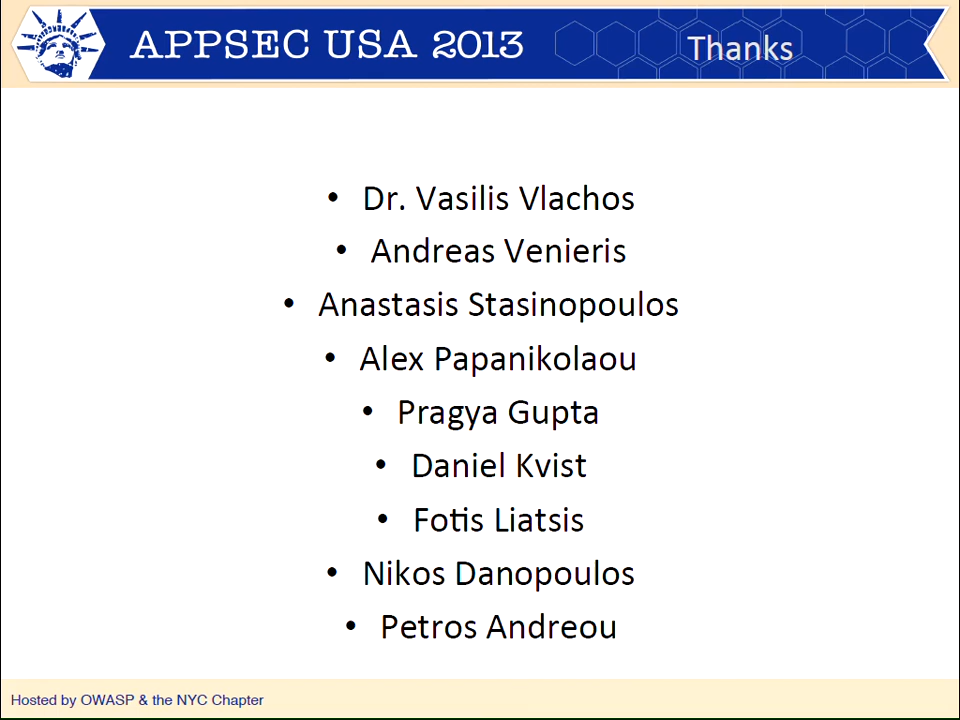 APPSEC USA 2013
Thanks
• Dr. Vasilis Vlachos
• Andreas Venieris
• Anastasis Stasinopoulos
• Alex Papanikolaou
• Pragya Gupta
• Daniel Kvist
• Fotis Liatsis
• Nikos Danopoulos
• Petros Andreou
Hosted by OWASP & the NYC Chapter